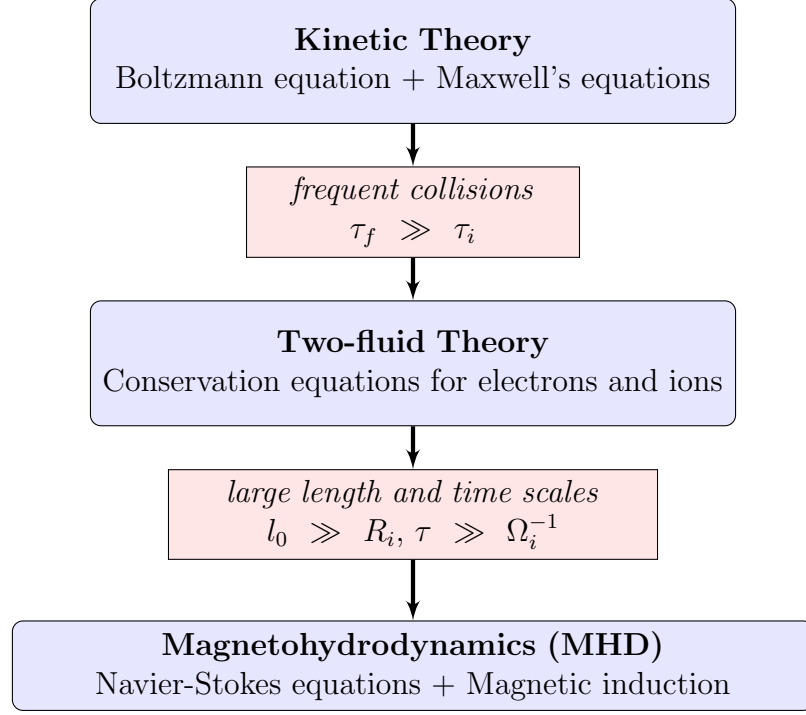 Kinetic Theory
Boltzmann equation + Maxwell's equations
frequent collisions
τ_f ≫ τ_i
Two-fluid Theory
Conservation equations for electrons and ions
large length and time scales
l_0 ≫ R_i, τ ≫ Ω_i^{-1}
Magnetohydrodynamics (MHD)
Navier-Stokes equations + Magnetic induction